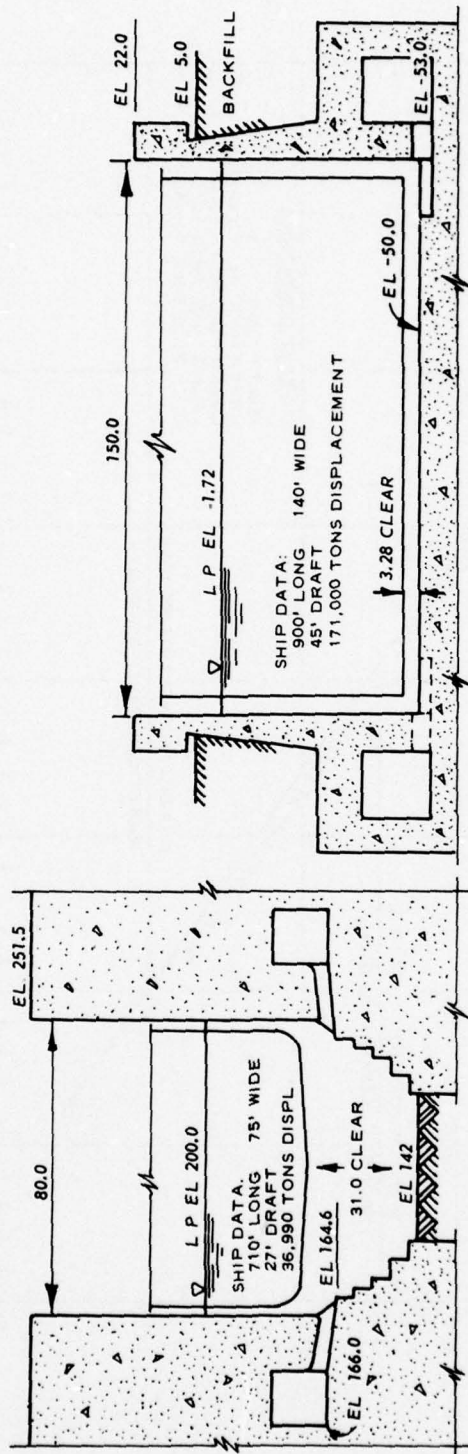 EL 257.5
80.0
L P EL 200.0
SHIP DATA.
710' LONG 75' WIDE
27' DRAFT
36,990 TONS DISPL
EL 164.6
31.0 CLEAR
EL 142
EL 166.0
150.0
EL 22.0
EL 5.0
BACKFILL
L P EL -1.72
SHIP DATA:
900' LONG 140' WIDE
45' DRAFT
171,000 TONS DISPLACEMENT
3.28 CLEAR
EL -50.0
EL -53.0